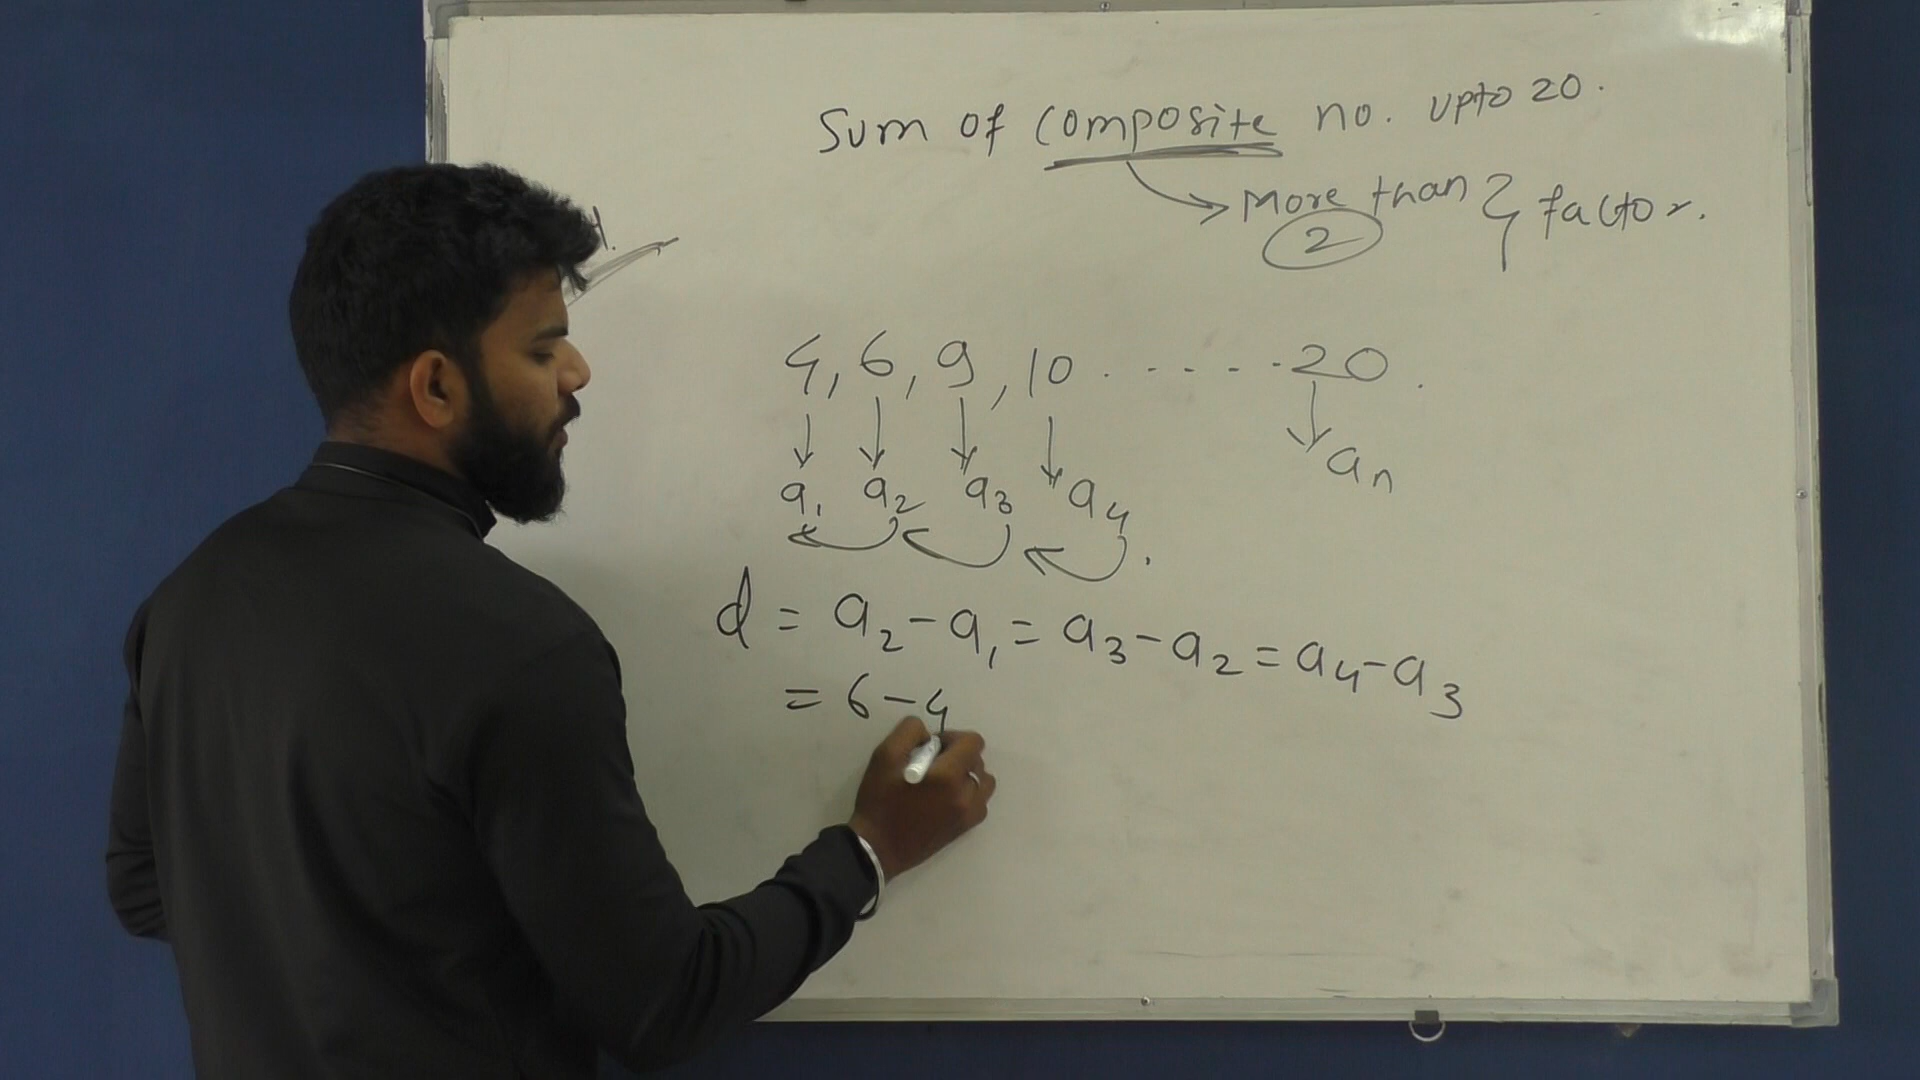 Sum of composite no. upto 20.
More than 2 factor.
2
4, 6, 9, 10 . . . . . . 20 .
a1 a2 a3 a4 . an
d = a2 - a1 = a3 - a2 = a4 - a3
= 6 - 4